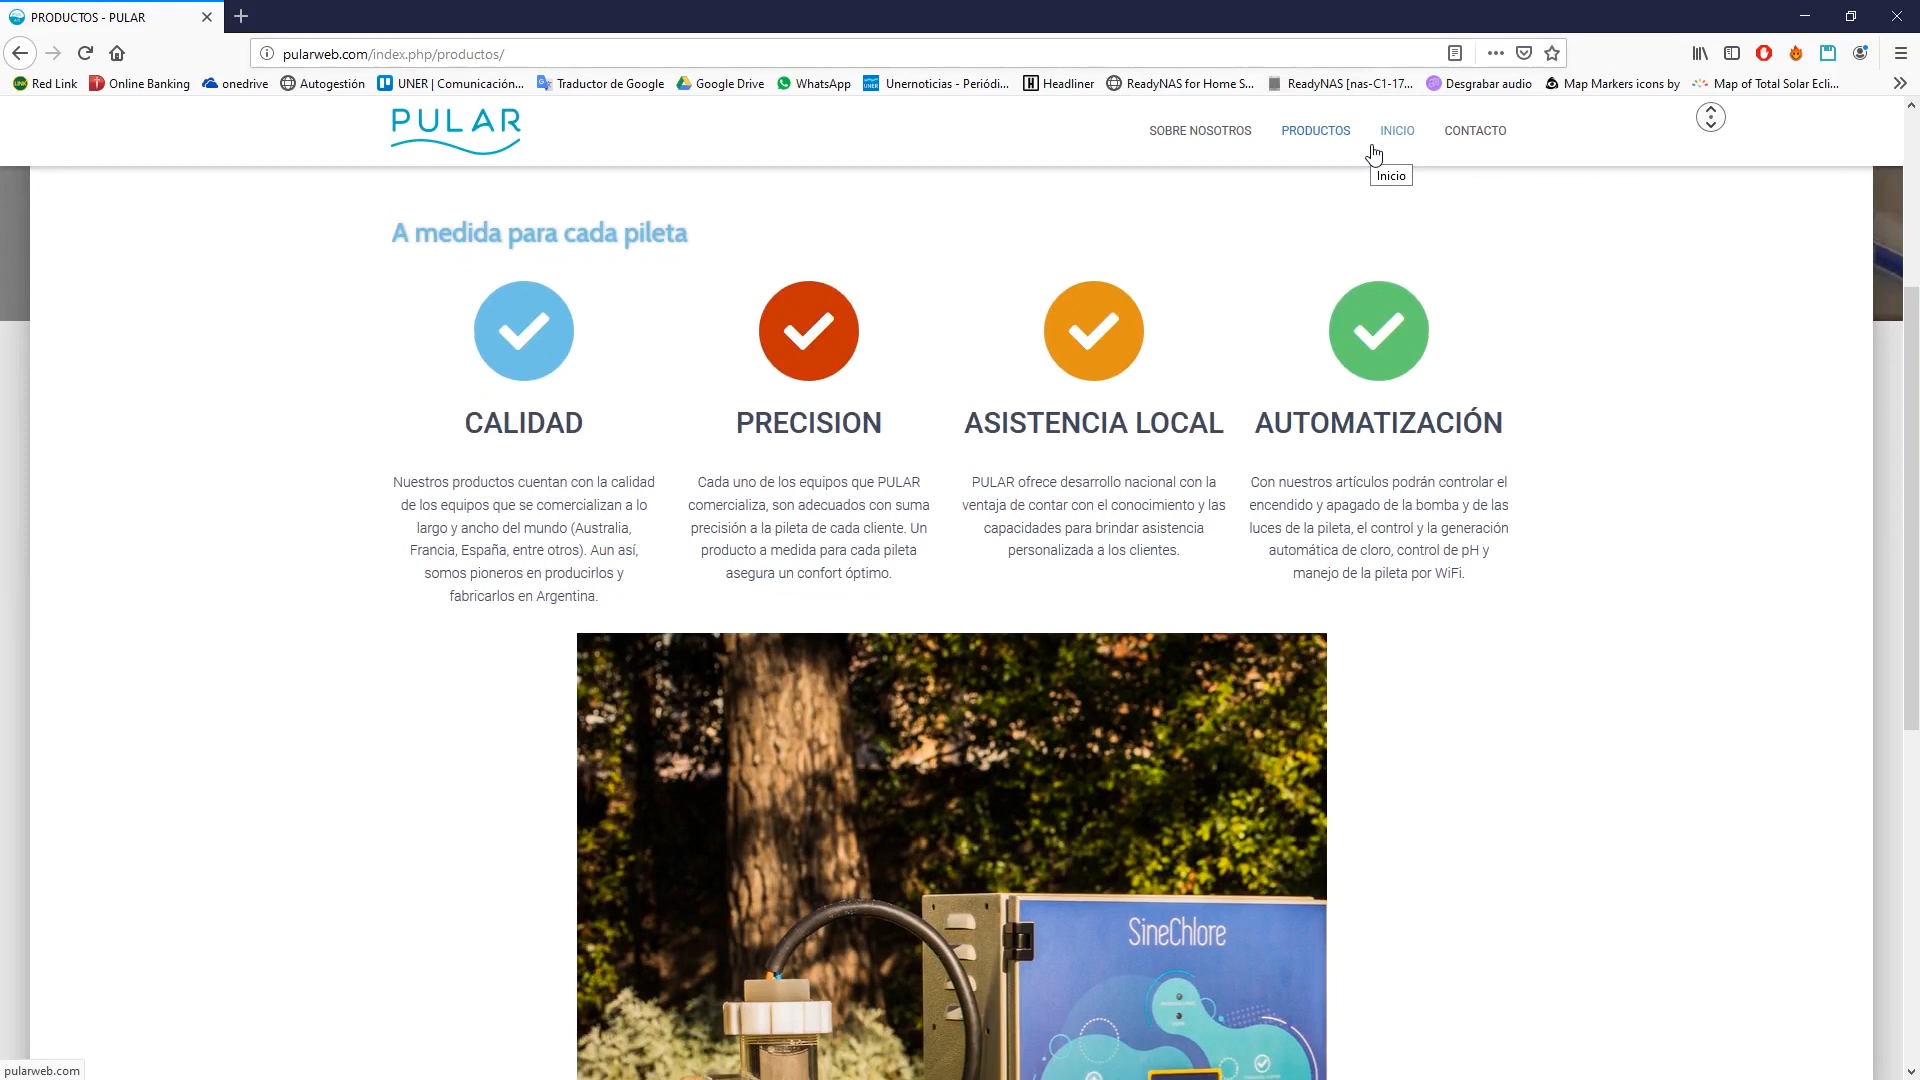 PRODUCTOS - PULAR
pularweb.com/index.php/productos/
Red Link
Online Banking
onedrive
Autogestión
UNER | Comunicación...
Traductor de Google
Google Drive
WhatsApp
Unernoticias - Periódi...
Headliner
ReadyNAS for Home S...
ReadyNAS [nas-C1-17...
Desgrabar audio
Map Markers icons by
Map of Total Solar Ecli...
PULAR
SOBRE NOSOTROS
PRODUCTOS
INICIO
CONTACTO
Inicio
A medida para cada pileta
CALIDAD
Nuestros productos cuentan con la calidad
de los equipos que se comercializan a lo
largo y ancho del mundo (Australia,
Francia, España, entre otros). Aun así,
somos pioneros en producirlos y
fabricarlos en Argentina.
PRECISION
Cada uno de los equipos que PULAR
comercializa, son adecuados con suma
precisión a la pileta de cada cliente. Un
producto a medida para cada pileta
asegura un confort óptimo.
ASISTENCIA LOCAL
PULAR ofrece desarrollo nacional con la
ventaja de contar con el conocimiento y las
capacidades para brindar asistencia
personalizada a los clientes.
AUTOMATIZACIÓN
Con nuestros artículos podrán controlar el
encendido y apagado de la bomba y de las
luces de la pileta, el control y la generación
automática de cloro, control de pH y
manejo de la pileta por WiFi.
SineChlore
pularweb.com